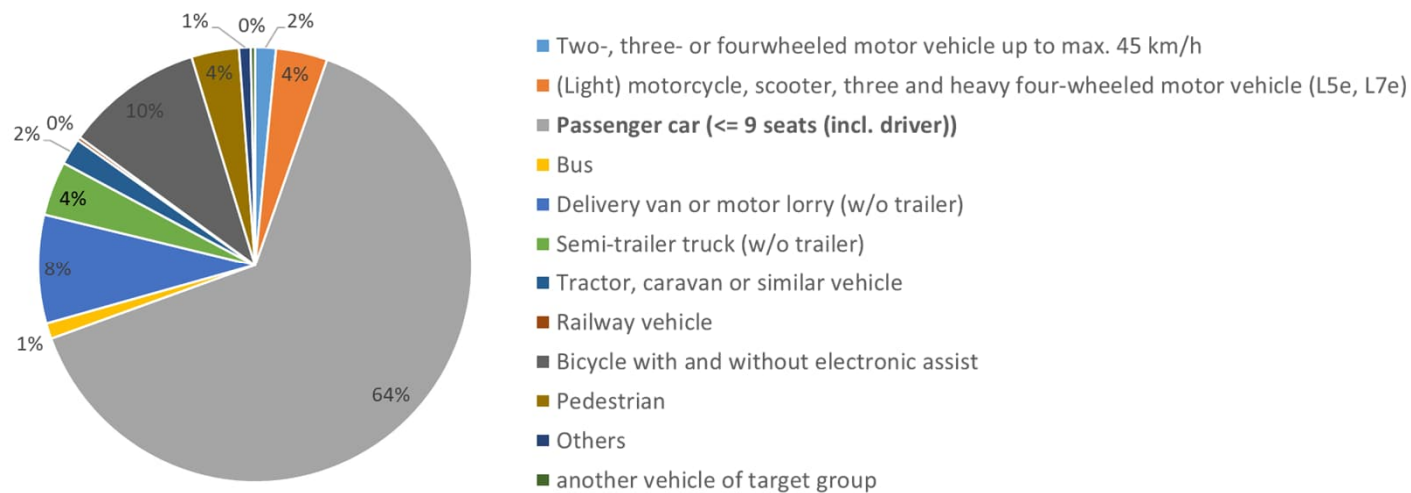 1%
0%
2%
4%
4%
10%
0%
2%
4%
8%
1%
64%
Two-, three- or fourwheeled motor vehicle up to max. 45 km/h
(Light) motorcycle, scooter, three and heavy four-wheeled motor vehicle (L5e, L7e)
Passenger car (<= 9 seats (incl. driver))
Bus
Delivery van or motor lorry (w/o trailer)
Semi-trailer truck (w/o trailer)
Tractor, caravan or similar vehicle
Railway vehicle
Bicycle with and without electronic assist
Pedestrian
Others
another vehicle of target group